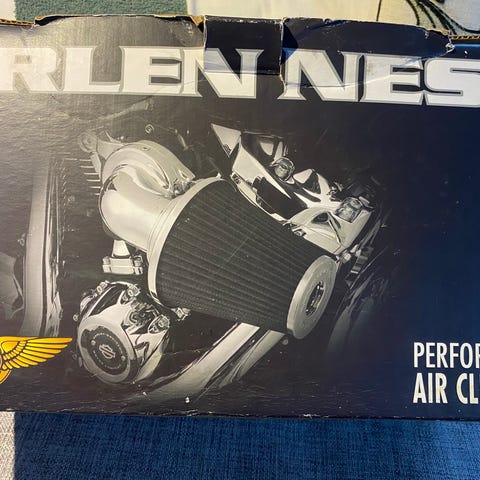 RLEN NES
PERFOR
AIR CL